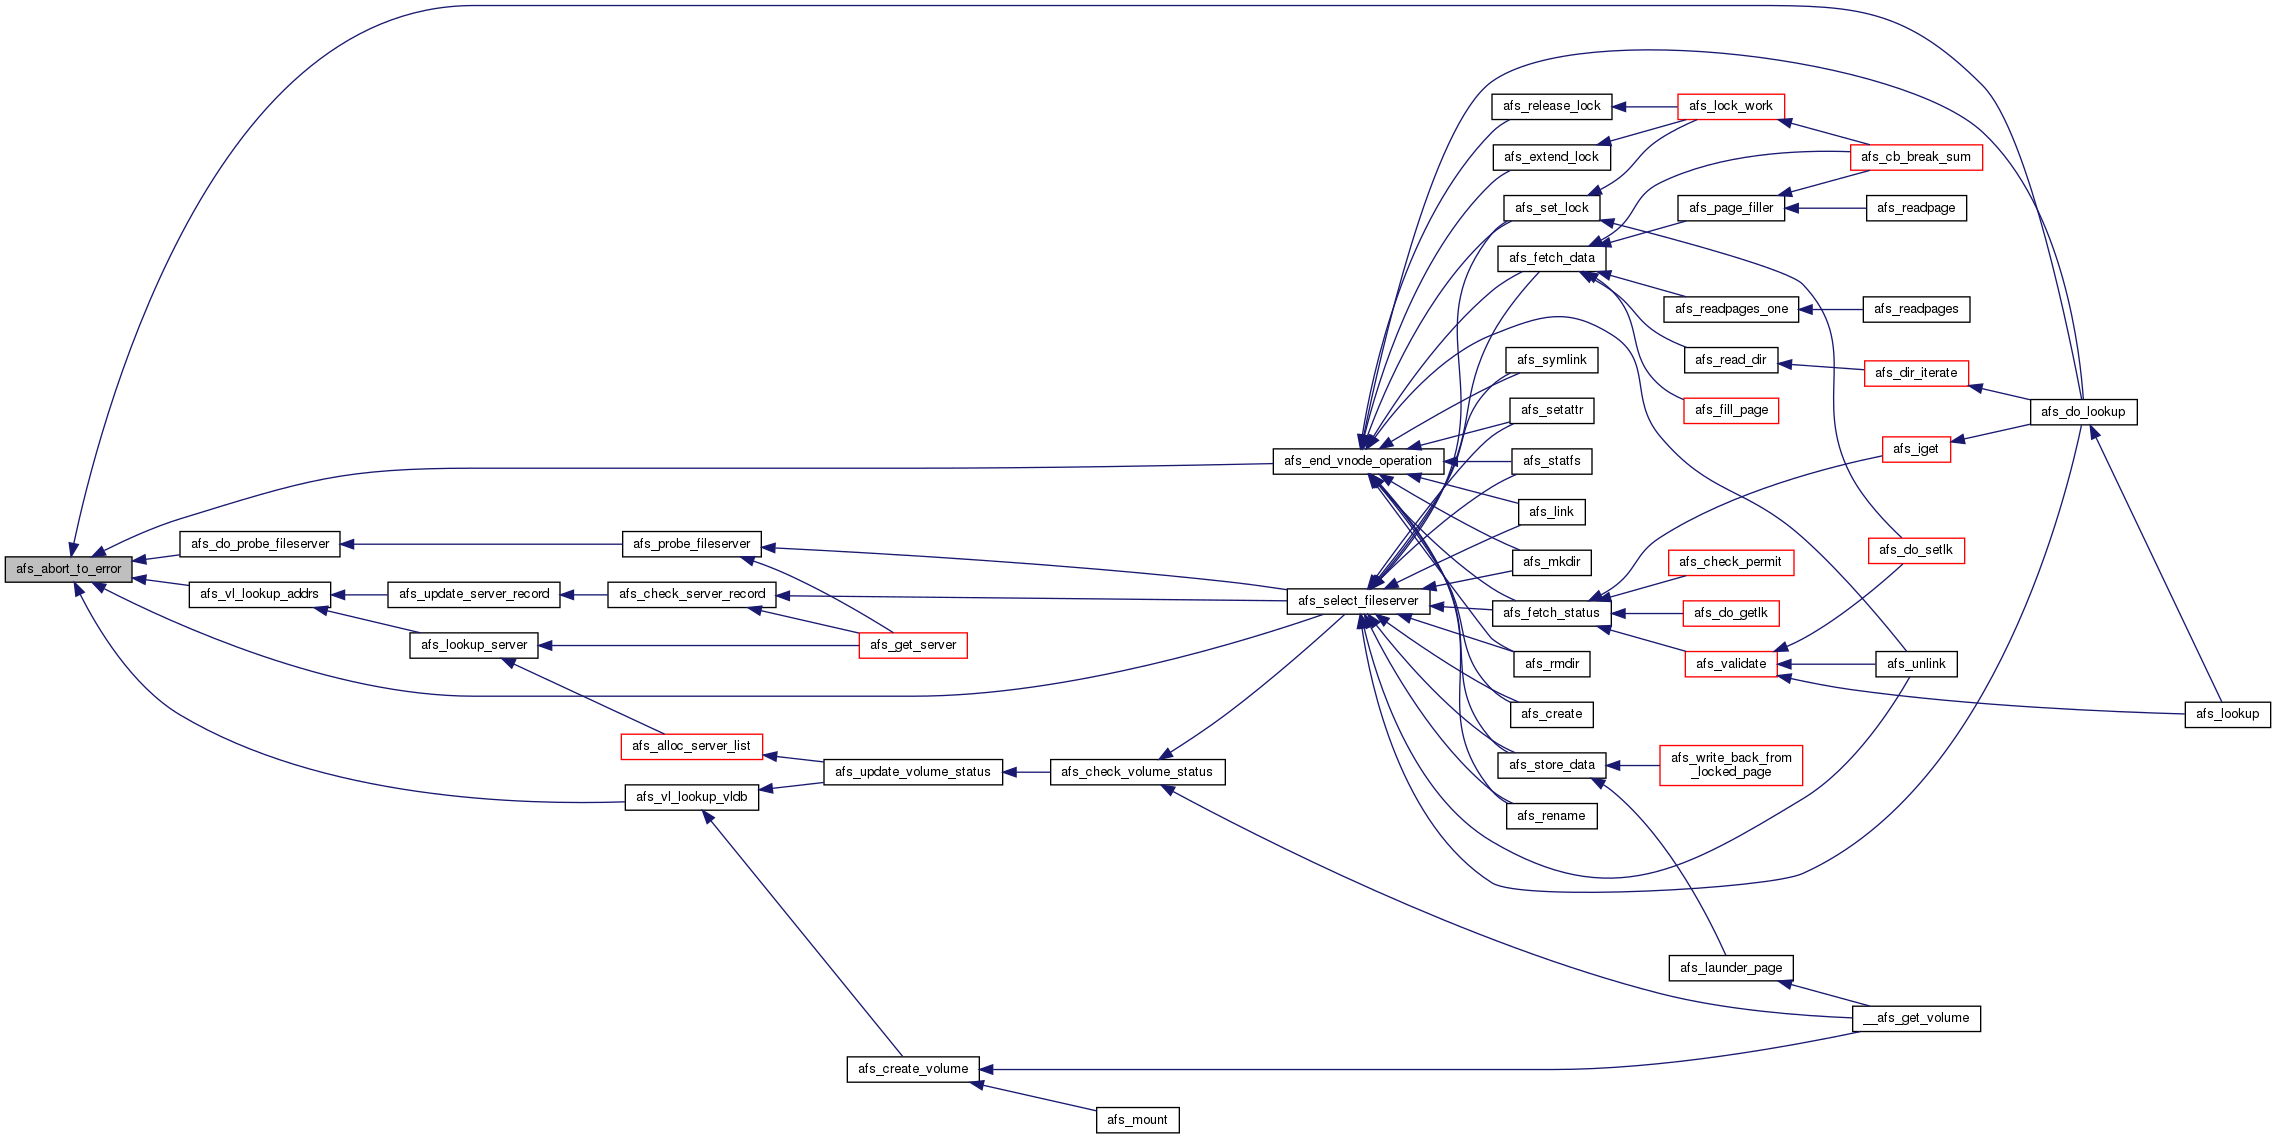 afs_abort_to_error
afs_do_probe_fileserver
afs_vl_lookup_addrs
afs_update_server_record
afs_lookup_server
afs_probe_fileserver
afs_check_server_record
afs_alloc_server_list
afs_vl_lookup_vldb
afs_get_server
afs_update_volume_status
afs_create_volume
afs_check_volume_status
afs_mount
afs_end_vnode_operation
afs_select_fileserver
afs_release_lock
afs_extend_lock
afs_set_lock
afs_fetch_data
afs_symlink
afs_setattr
afs_statfs
afs_link
afs_mkdir
afs_fetch_status
afs_rmdir
afs_create
afs_store_data
afs_rename
afs_lock_work
afs_page_filler
afs_readpages_one
afs_read_dir
afs_fill_page
afs_check_permit
afs_do_getlk
afs_validate
afs_write_back_from
_locked_page
afs_launder_page
afs_cb_break_sum
afs_readpage
afs_readpages
afs_dir_iterate
afs_iget
afs_do_setlk
afs_unlink
__afs_get_volume
afs_do_lookup
afs_lookup